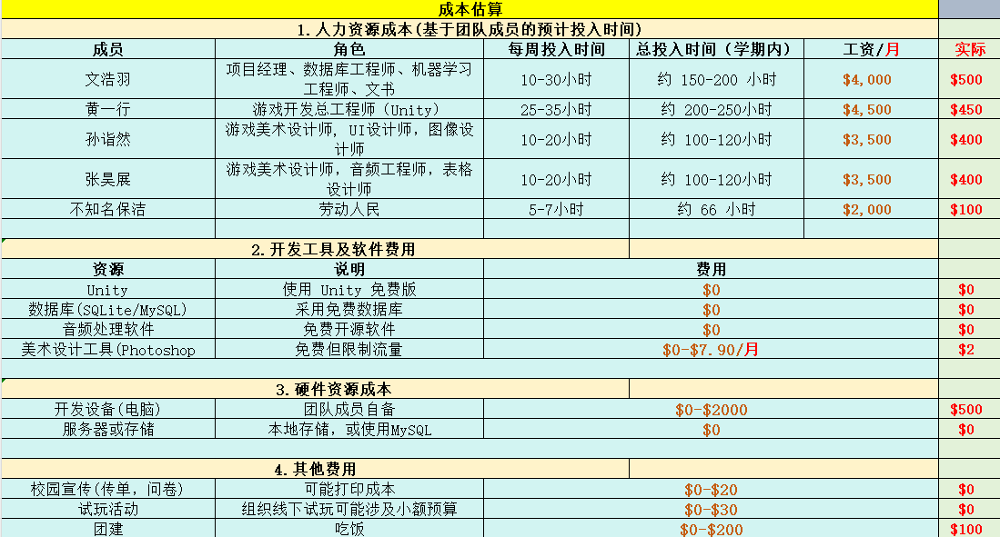 成本估算
1.人力资源成本(基于团队成员的预计投入时间)
成员 角色 每周投入时间 总投入时间（学期内） 工资/月 实际
文浩羽 项目经理、数据库工程师、机器学习工程师、文书 10-30小时 约 150-200 小时 $4,000 $500
黄一行 游戏开发总工程师（Unity） 25-35小时 约 200-250小时 $4,500 $450
孙诣然 游戏美术设计师, UI设计师，图像设计师 10-20小时 约 100-120小时 $3,500 $400
张昊展 游戏美术设计师，音频工程师，表格设计师 10-20小时 约 100-120小时 $3,500 $400
不知名保洁 劳动人民 5-7小时 约 66 小时 $2,000 $100
2.开发工具及软件费用
资源 说明 费用
Unity 使用 Unity 免费版 $0 $0
数据库(SQLite/MySQL) 采用免费数据库 $0 $0
音频处理软件 免费开源软件 $0 $0
美术设计工具(Photoshop 免费但限制流量 $0-$7.90/月 $2
3.硬件资源成本
开发设备(电脑) 团队成员自备 $0-$2000 $500
服务器或存储 本地存储，或使用MySQL $0 $0
4.其他费用
校园宣传(传单，问卷) 可能打印成本 $0-$20 $0
试玩活动 组织线下试玩可能涉及小额预算 $0-$30 $0
团建 吃饭 $0-$200 $100